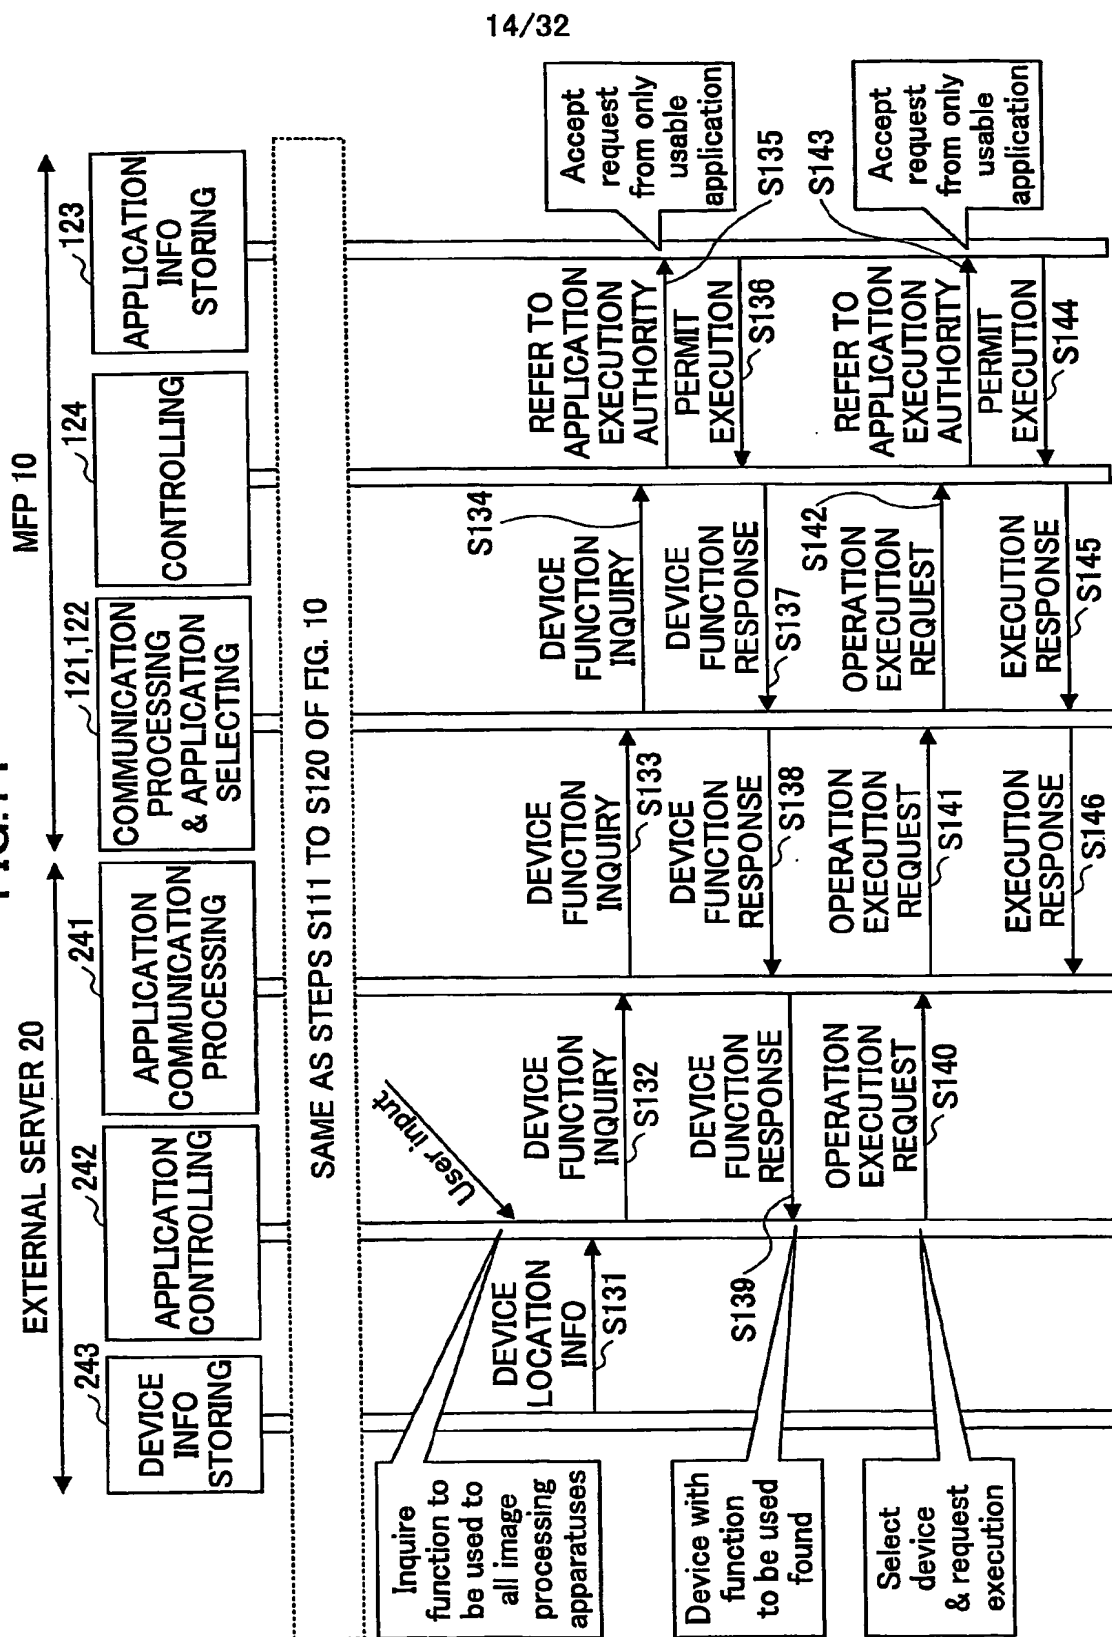 14/32
EXTERNAL SERVER 20
MFP 10
243
DEVICE
INFO
STORING
242
APPLICATION
CONTROLLING
241
APPLICATION
COMMUNICATION
PROCESSING
121,122
COMMUNICATION
PROCESSING
& APPLICATION
SELECTING
124
CONTROLLING
123
APPLICATION
INFO
STORING
SAME AS STEPS S111 TO S120 OF FIG. 10
User input
Inquire
function to
be used to
all image
processing
apparatuses
DEVICE
LOCATION
INFO
S131
DEVICE
FUNCTION
INQUIRY
S132
DEVICE
FUNCTION
INQUIRY
S133
DEVICE
FUNCTION
INQUIRY
S134
REFER TO
APPLICATION
EXECUTION
AUTHORITY
S135
Accept
request
from only
usable
application
PERMIT
EXECUTION
S136
DEVICE
FUNCTION
RESPONSE
S137
DEVICE
FUNCTION
RESPONSE
S138
DEVICE
FUNCTION
RESPONSE
S139
Device with
function
to be used
found
Select
device
& request
execution
OPERATION
EXECUTION
REQUEST
S140
OPERATION
EXECUTION
REQUEST
S141
OPERATION
EXECUTION
REQUEST
S142
REFER TO
APPLICATION
EXECUTION
AUTHORITY
S143
Accept
request
from only
usable
application
PERMIT
EXECUTION
S144
EXECUTION
RESPONSE
S145
EXECUTION
RESPONSE
S146